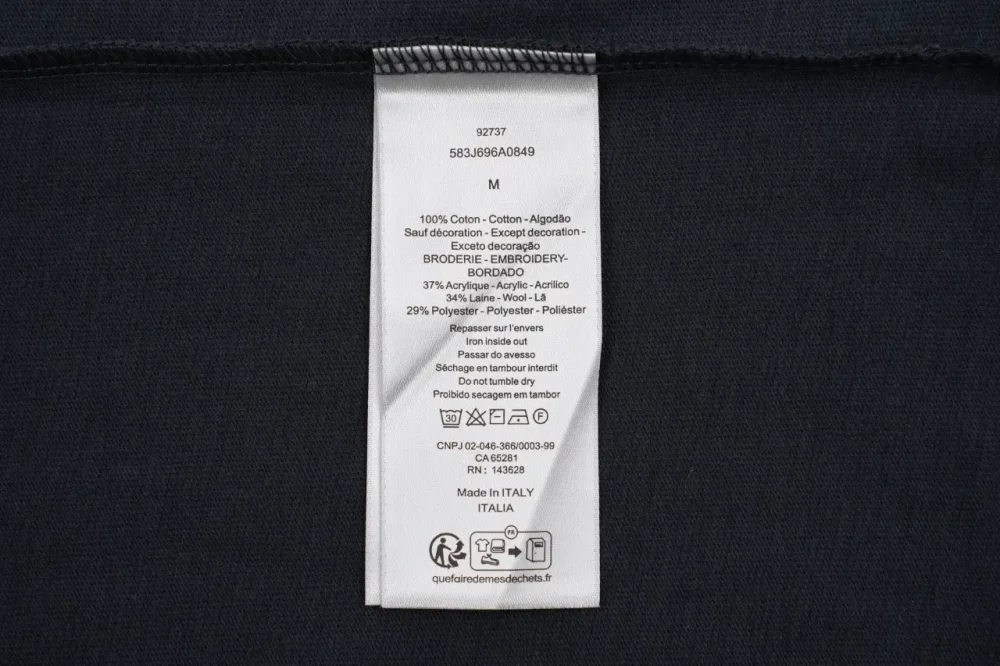 92737
583J696A0849
M
100% Coton - Cotton - Algodão
Sauf décoration - Except decoration -
Exceto decoração
BRODERIE - EMBROIDERY-
BORDADO
37% Acrylique - Acrylic - Acrilico
34% Laine - Wool - Lã
29% Polyester - Polyester - Poliéster
Repasser sur l'envers
Iron inside out
Passar do avesso
Séchage en tambour interdit
Do not tumble dry
Proibido secagem em tambor
30 F
CNPJ 02-046-366/0003-99
CA 65281
RN : 143628
Made In ITALY
ITALIA
FR
quefairedemesdechets.fr